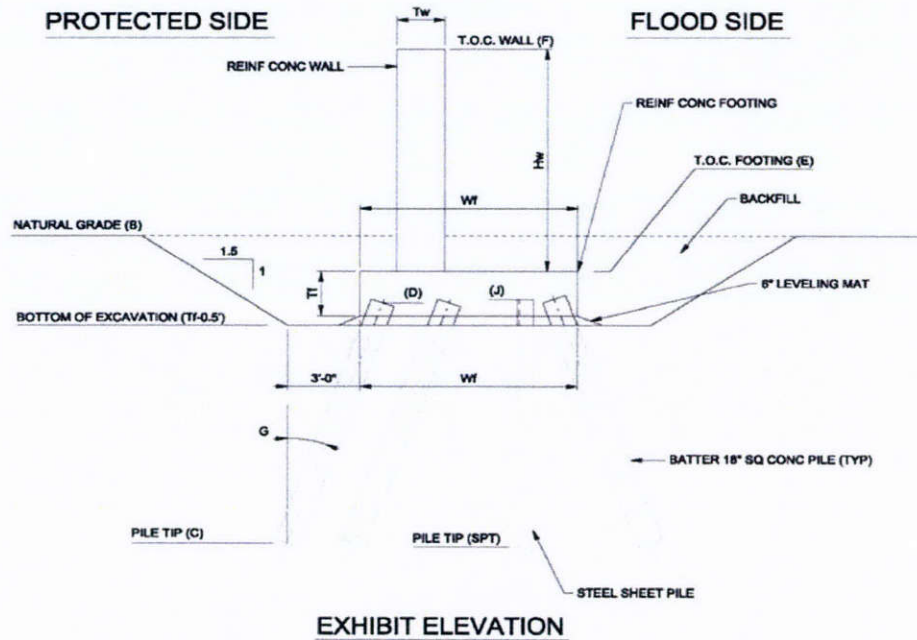 PROTECTED SIDE
Tw
FLOOD SIDE
T.O.C. WALL (F)
REINF CONC WALL
REINF CONC FOOTING
Hw
T.O.C. FOOTING (E)
Wf
BACKFILL
NATURAL GRADE (B)
1.5
1
Tf
(D)
(J)
6" LEVELING MAT
BOTTOM OF EXCAVATION (Tf-0.5')
3'-0"
Wf
G
BATTER 18" SQ CONC PILE (TYP)
PILE TIP (C)
PILE TIP (SPT)
STEEL SHEET PILE
EXHIBIT ELEVATION